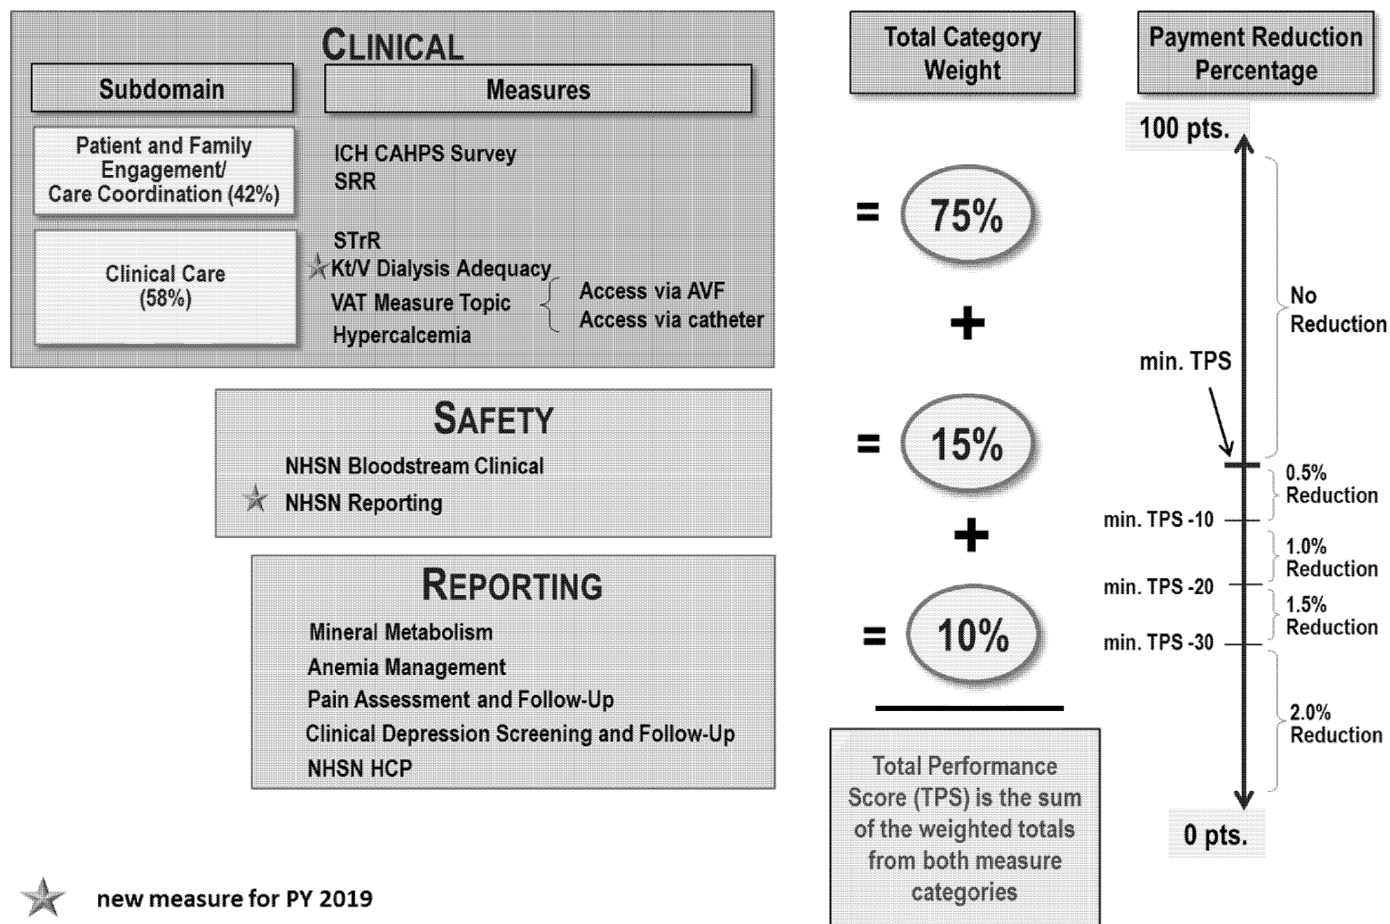 CLINICAL
Subdomain
Measures
Patient and Family
Engagement/
Care Coordination (42%)
ICH CAHPS Survey
SRR
Clinical Care
(58%)
STrR
Kt/V Dialysis Adequacy
VAT Measure Topic
Access via AVF
Access via catheter
Hypercalcemia
SAFETY
NHSN Bloodstream Clinical
NHSN Reporting
REPORTING
Mineral Metabolism
Anemia Management
Pain Assessment and Follow-Up
Clinical Depression Screening and Follow-Up
NHSN HCP
new measure for PY 2019
Total Category
Weight
= 75%
+
= 15%
+
= 10%
Total Performance
Score (TPS) is the sum
of the weighted totals
from both measure
categories
Payment Reduction
Percentage
100 pts.
No
Reduction
min. TPS
0.5%
Reduction
min. TPS -10
1.0%
Reduction
min. TPS -20
1.5%
Reduction
min. TPS -30
2.0%
Reduction
0 pts.